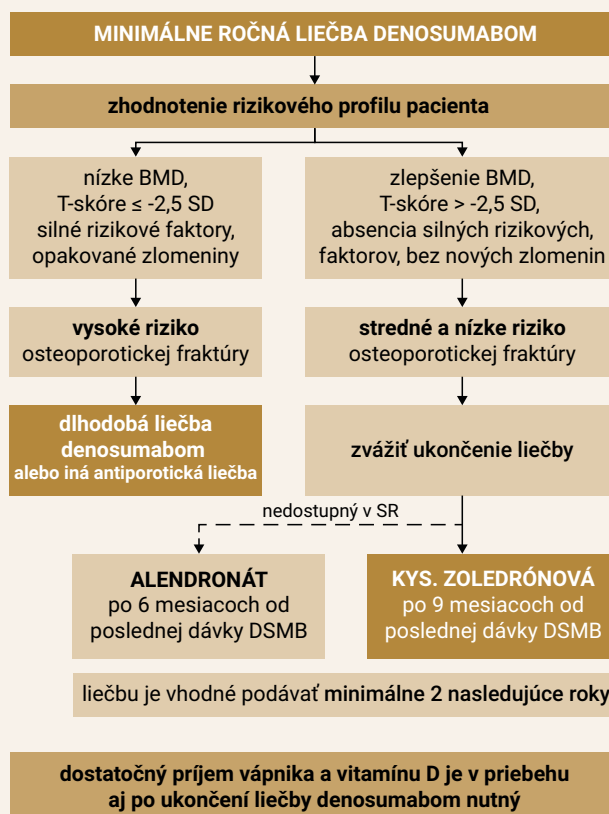 MINIMÁLNE ROČNÁ LIEČBA DENOSUMABOM
zhodnotenie rizikového profilu pacienta
nízke BMD,
T-skóre ≤ -2,5 SD
silné rizikové faktory,
opakované zlomeniny
zlepšenie BMD,
T-skóre > -2,5 SD,
absencia silných rizikových,
faktorov, bez nových zlomenin
vysoké riziko
osteoporotickej fraktúry
stredné a nízke riziko
osteoporotickej fraktúry
dlhodobá liečba
denosumabom
alebo iná antiporotická liečba
zvážiť ukončenie liečby
nedostupný v SR
ALENDRONÁT
po 6 mesiacoch od
poslednej dávky DSMB
KYS. ZOLEDRÓNOVÁ
po 9 mesiacoch od
poslednej dávky DSMB
liečbu je vhodné podávať minimálne 2 nasledujúce roky
dostatočný príjem vápnika a vitamínu D je v priebehu
aj po ukončení liečby denosumabom nutný